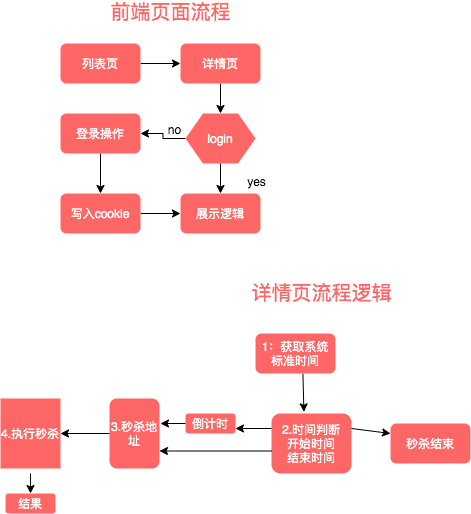 前端页面流程
列表页
详情页
登录操作
no
login
yes
写入cookie
展示逻辑
详情页流程逻辑
1：获取系统
标准时间
4.执行秒杀
3.秒杀地
址
倒计时
2.时间判断
开始时间
结束时间
秒杀结束
结果